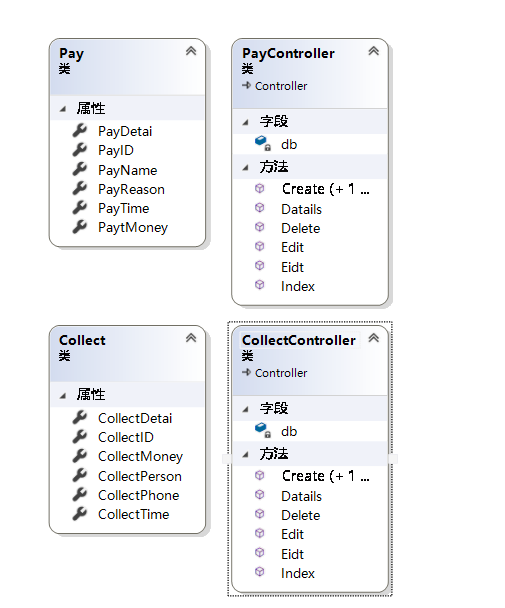 Pay
类
属性
PayDetai
PayID
PayName
PayReason
PayTime
PaytMoney
PayController
类
Controller
字段
db
方法
Create (+ 1 ...
Datails
Delete
Edit
Eidt
Index
Collect
类
属性
CollectDetai
CollectID
CollectMoney
CollectPerson
CollectPhone
CollectTime
CollectController
类
Controller
字段
db
方法
Create (+ 1 ...
Datails
Delete
Edit
Eidt
Index